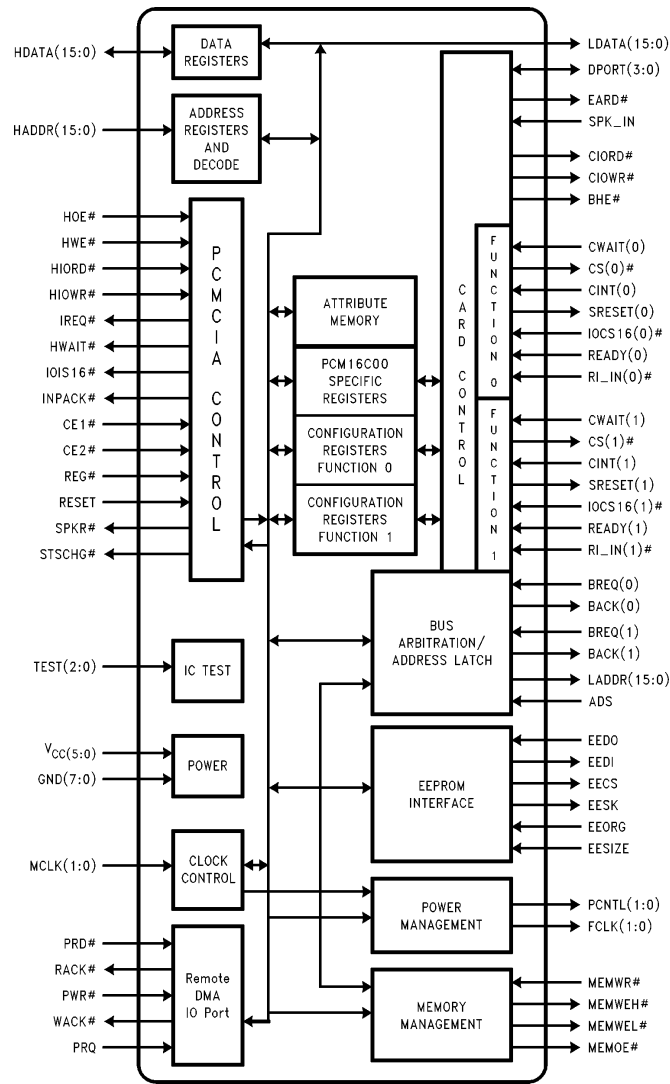 HDATA(15:0)
DATA
REGISTERS
LDATA(15:0)
DPORT(3:0)
EARD#
SPK_IN
HADDR(15:0)
ADDRESS
REGISTERS
AND
DECODE
CIORD#
CIOWR#
BHE#
HOE#
HWE#
HIORD#
HIOWR#
IREQ#
HWAIT#
IOIS16#
INPACK#
CE1#
CE2#
REG#
RESET
SPKR#
STSCHG#
PCMCIA CONTROL
ATTRIBUTE
MEMORY
PCM16C00
SPECIFIC
REGISTERS
CONFIGURATION
REGISTERS
FUNCTION 0
CONFIGURATION
REGISTERS
FUNCTION 1
CARD CONTROL
FUNCTION 0
FUNCTION 1
CWAIT(0)
CS(0)#
CINT(0)
SRESET(0)
IOCS16(0)#
READY(0)
RI_IN(0)#
CWAIT(1)
CS(1)#
CINT(1)
SRESET(1)
IOCS16(1)#
READY(1)
RI_IN(1)#
BUS
ARBITRATION/
ADDRESS LATCH
BREQ(0)
BACK(0)
BREQ(1)
BACK(1)
LADDR(15:0)
ADS
TEST(2:0)
IC TEST
VCC(5:0)
GND(7:0)
POWER
EEPROM
INTERFACE
EEDO
EEDI
EECS
EESK
EEORG
EESIZE
MCLK(1:0)
CLOCK
CONTROL
POWER
MANAGEMENT
PCNTL(1:0)
FCLK(1:0)
PRD#
RACK#
PWR#
WACK#
PRQ
Remote
DMA
IO Port
MEMORY
MANAGEMENT
MEMWR#
MEMWEH#
MEMWEL#
MEMOE#